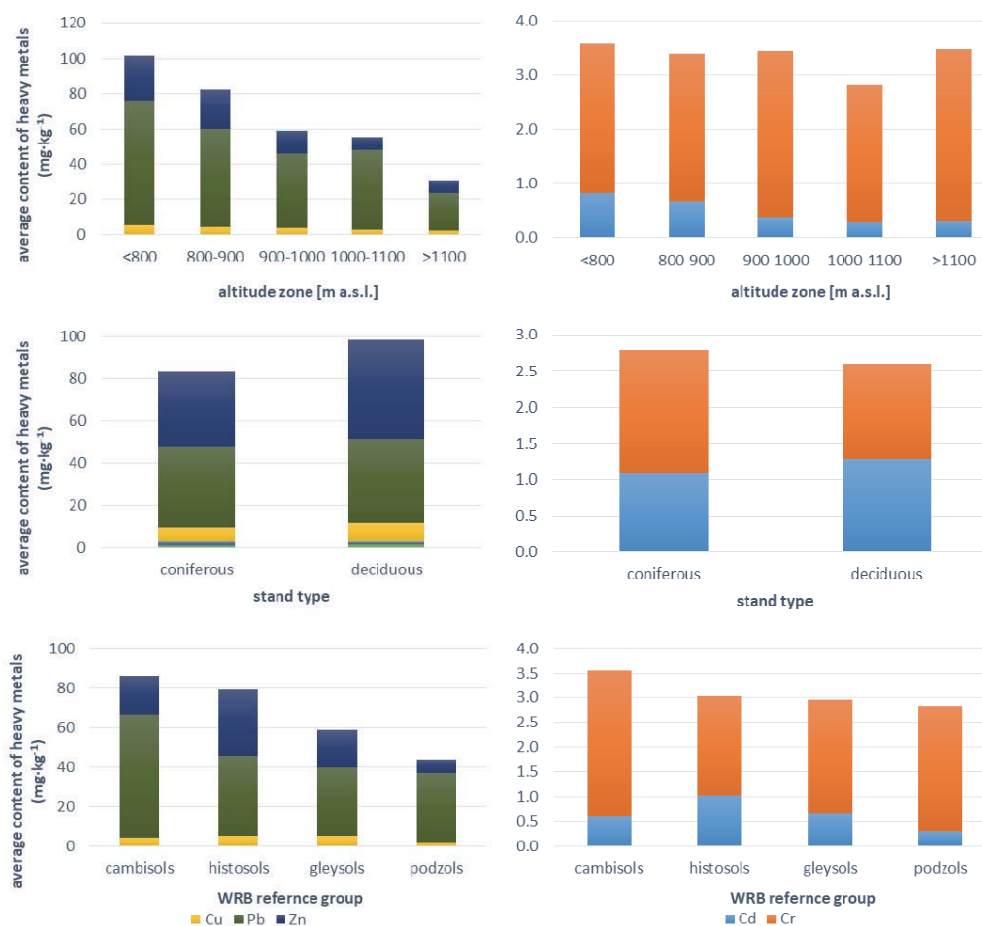 average content of heavy metals
(mg·kg⁻¹)
120
100
80
60
40
20
0
<800
800-900
900-1000
1000-1100
>1100
altitude zone [m a.s.l.]
4.0
3.0
2.0
1.0
0.0
<800
800 900
900 1000
1000 1100
>1100
altitude zone [m a.s.l.]
average content of heavy metals
(mg·kg⁻¹)
100
80
60
40
20
0
coniferous
deciduous
stand type
3.0
2.5
2.0
1.5
1.0
0.5
0.0
coniferous
deciduous
stand type
average content of heavy metals
(mg·kg⁻¹)
100
80
60
40
20
0
cambisols
histosols
gleysols
podzols
WRB refernce group
Cu Pb Zn
4.0
3.5
3.0
2.5
2.0
1.5
1.0
0.5
0.0
cambisols
histosols
gleysols
podzols
WRB refernce group
Cd Cr